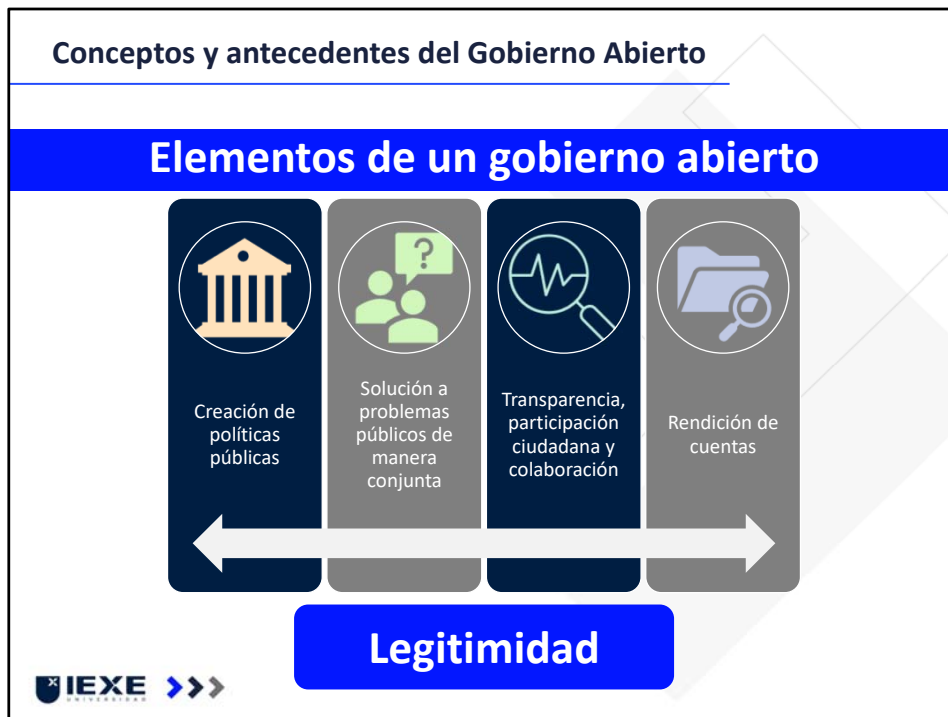 Conceptos y antecedentes del Gobierno Abierto
Elementos de un gobierno abierto
?
Creación de
políticas
públicas
Solución a
problemas
públicos de
manera
conjunta
Transparencia,
participación
ciudadana y
colaboración
Rendición de
cuentas
Legitimidad
IEXE
UNIVERSIDAD